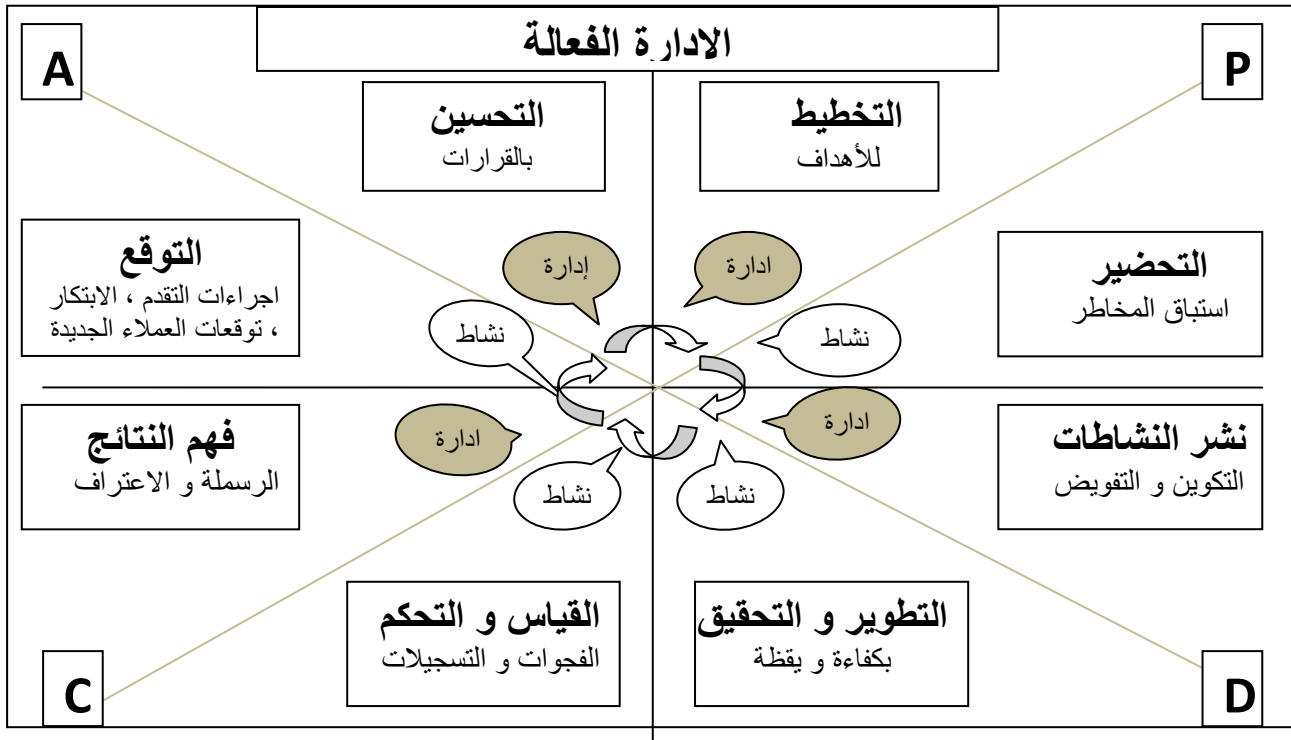 الادارة الفعالة
P
A
التخطيط
للأهداف
التحسين
بالقرارات
التحضير
استباق المخاطر
التوقع
اجراءات التقدم ، الابتكار
، توقعات العملاء الجديدة
ادارة
إدارة
نشاط
نشاط
ادارة
ادارة
نشاط
نشاط
نشر النشاطات
التكوين و التفويض
فهم النتائج
الرسملة و الاعتراف
التطوير و التحقيق
بكفاءة و يقظة
القياس و التحكم
الفجوات و التسجيلات
D
C